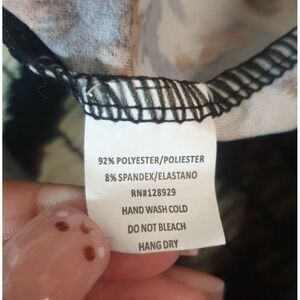 92% POLYESTER/POLIESTER
8% SPANDEX/ELASTANO
RN#128929
HAND WASH COLD
DO NOT BLEACH
HANG DRY